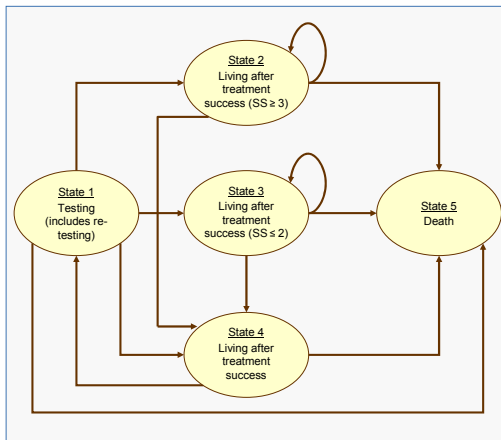 State 2
Living after
treatment
success (SS ≥ 3)
State 1
Testing
(includes re-
testing)
State 3
Living after
treatment
success (SS ≤ 2)
State 5
Death
State 4
Living after
treatment
success